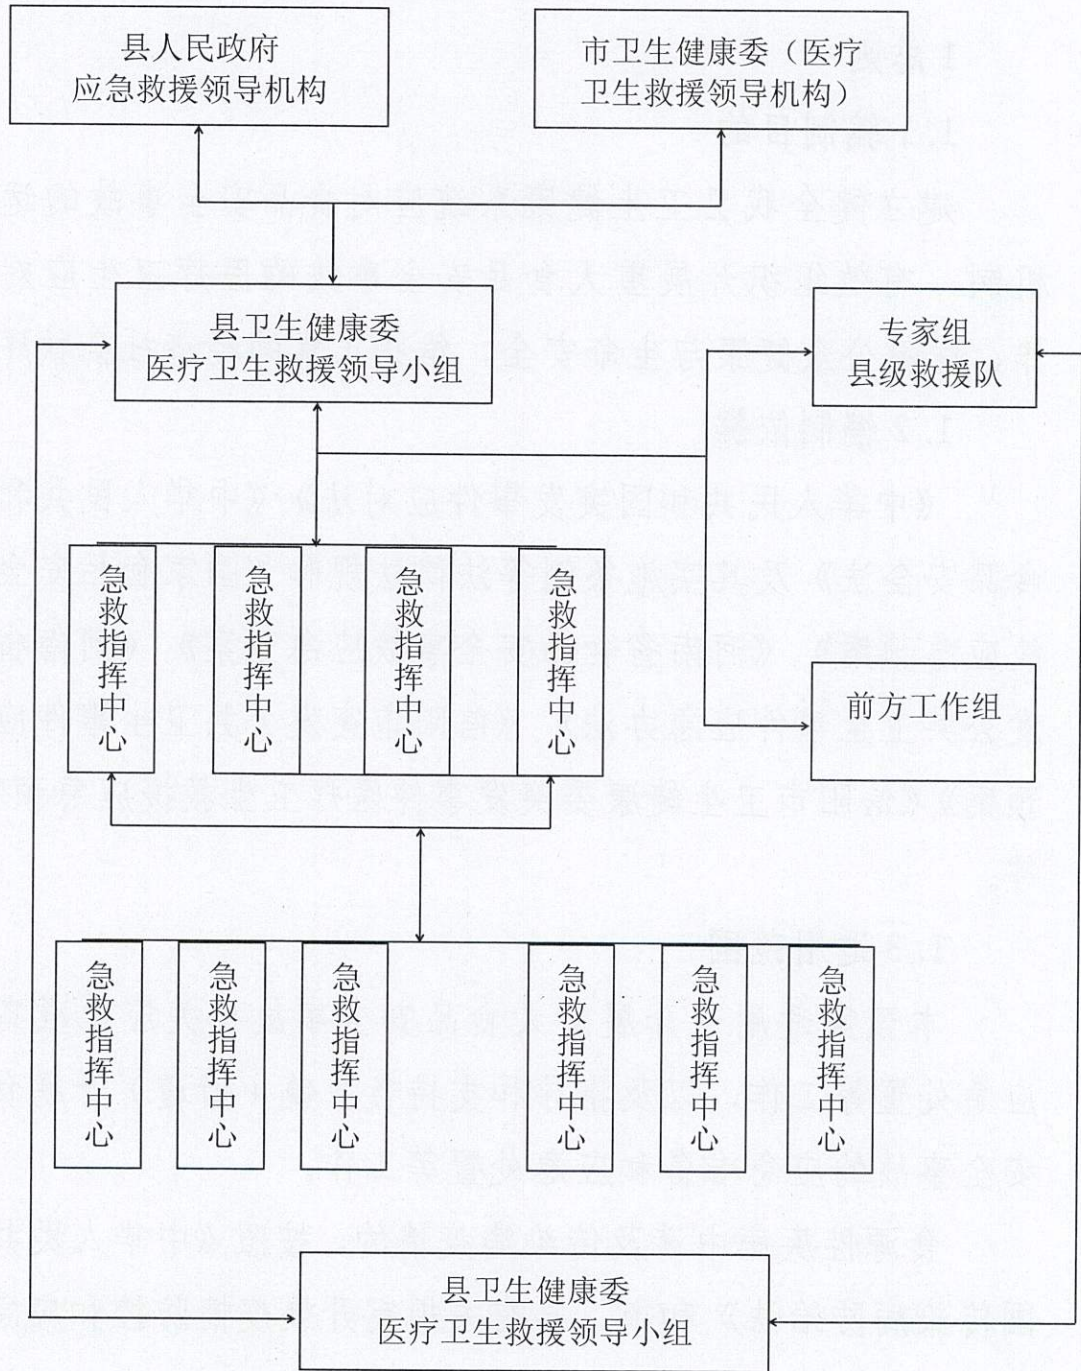 县人民政府
应急救援领导机构
市卫生健康委（医疗
卫生救援领导机构）
县卫生健康委
医疗卫生救援领导小组
专家组
县级救援队
急救指挥中心
急救指挥中心
急救指挥中心
急救指挥中心
前方工作组
急救指挥中心
急救指挥中心
急救指挥中心
急救指挥中心
急救指挥中心
急救指挥中心
县卫生健康委
医疗卫生救援领导小组